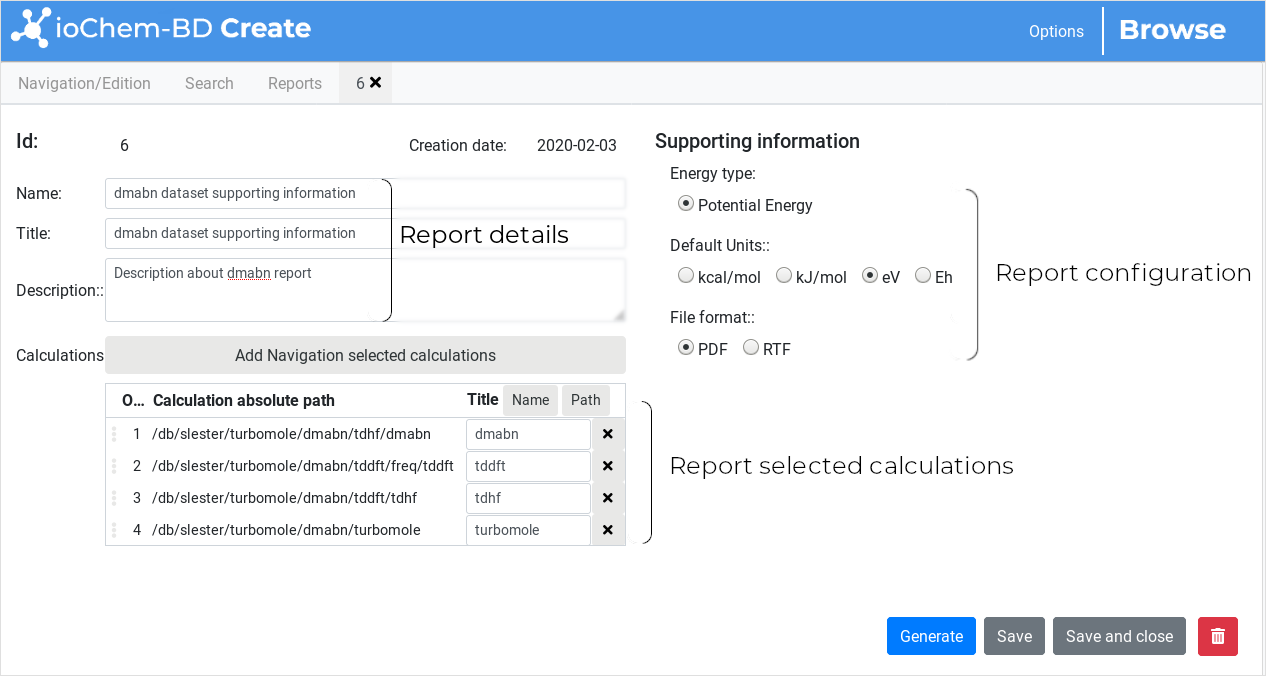 ioChem-BD Create
Options
Browse
Navigation/Edition
Search
Reports
6
Id:
6
Creation date:
2020-02-03
Name:
dmabn dataset supporting information
Title:
dmabn dataset supporting information
Report details
Description::
Description about dmabn report
Calculations
Add Navigation selected calculations
O... Calculation absolute path Title Name Path
1 /db/slester/turbomole/dmabn/tdhf/dmabn dmabn
2 /db/slester/turbomole/dmabn/tddft/freq/tddft tddft
3 /db/slester/turbomole/dmabn/tddft/tdhf tdhf
4 /db/slester/turbomole/dmabn/turbomole turbomole
Report selected calculations
Supporting information
Energy type:
Potential Energy
Default Units::
kcal/mol kJ/mol eV Eh
File format::
PDF RTF
Report configuration
Generate Save Save and close